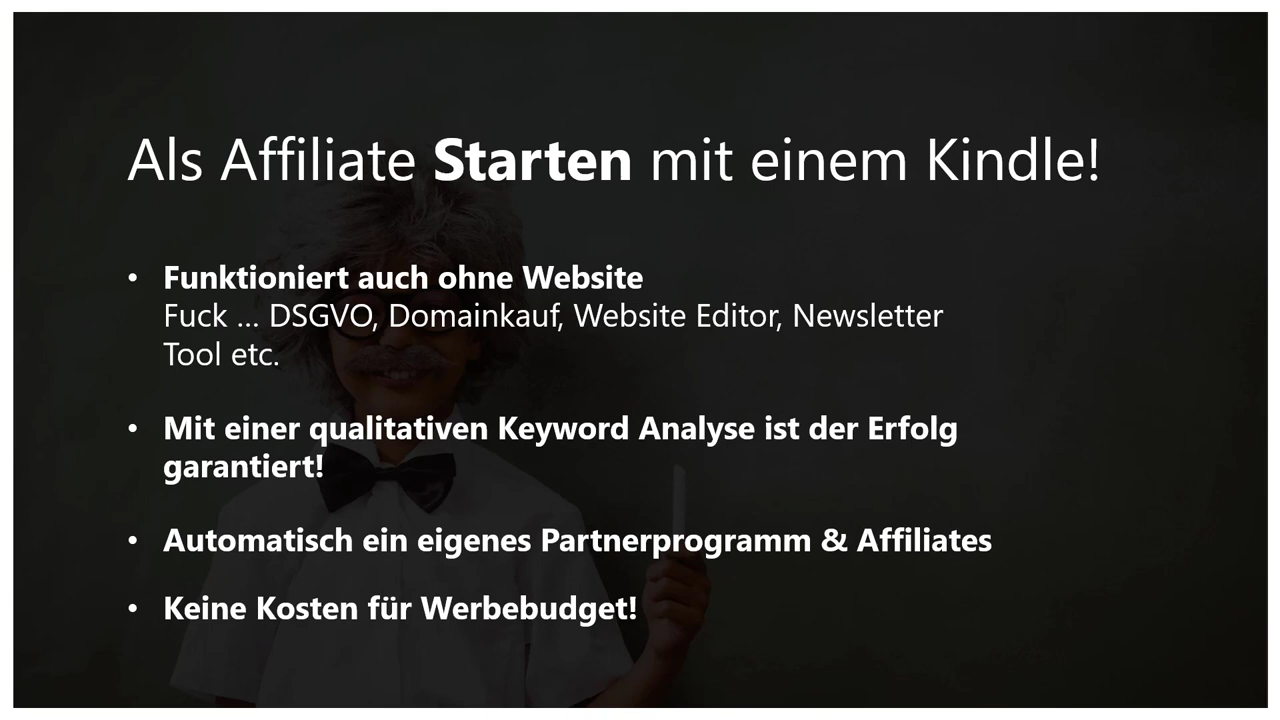 Als Affiliate Starten mit einem Kindle!
• Funktioniert auch ohne Website
Fuck ... DSGVO, Domainkauf, Website Editor, Newsletter
Tool etc.
• Mit einer qualitativen Keyword Analyse ist der Erfolg
garantiert!
• Automatisch ein eigenes Partnerprogramm & Affiliates
• Keine Kosten für Werbebudget!